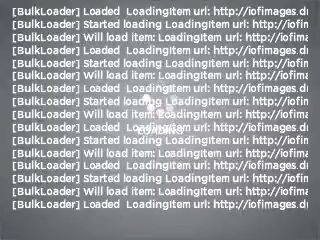 [BulkLoader] Loaded LoadingItem url: http://iofimages.d
[BulkLoader] Started loading LoadingItem url: http://iofim
[BulkLoader] Will load item: LoadingItem url: http://iofima
[BulkLoader] Loaded LoadingItem url: http://iofimages.d
[BulkLoader] Started loading LoadingItem url: http://iofim
[BulkLoader] Will load item: LoadingItem url: http://iofima
[BulkLoader] Loaded LoadingItem url: http://iofimages.d
[BulkLoader] Started loading LoadingItem url: http://iofim
[BulkLoader] Will load item: LoadingItem url: http://iofima
[BulkLoader] Loaded LoadingItem url: http://iofimages.d
LOADING
[BulkLoader] Started loading LoadingItem url: http://iofim
[BulkLoader] Will load item: LoadingItem url: http://iofima
[BulkLoader] Loaded LoadingItem url: http://iofimages.d
[BulkLoader] Started loading LoadingItem url: http://iofim
[BulkLoader] Will load item: LoadingItem url: http://iofima
[BulkLoader] Loaded LoadingItem url: http://iofimages.d